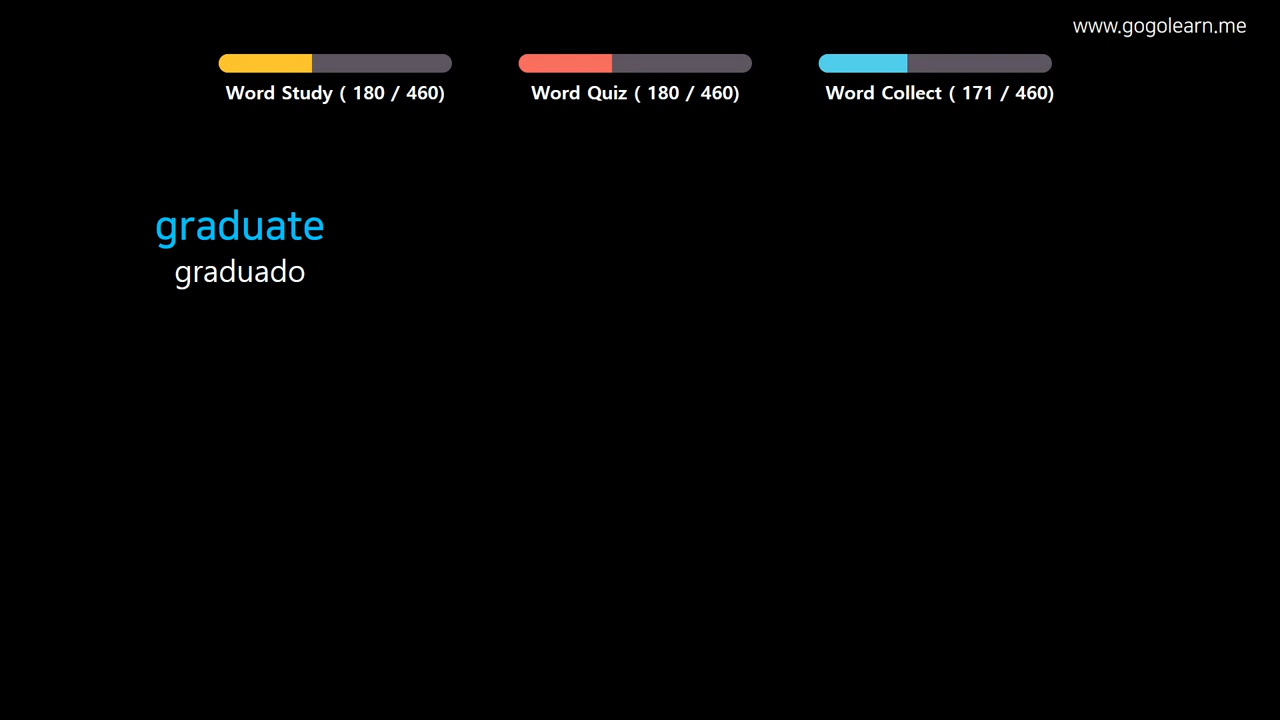 www.gogolearn.me
Word Study ( 180 / 460)
Word Quiz ( 180 / 460)
Word Collect ( 171 / 460)
graduate
graduado